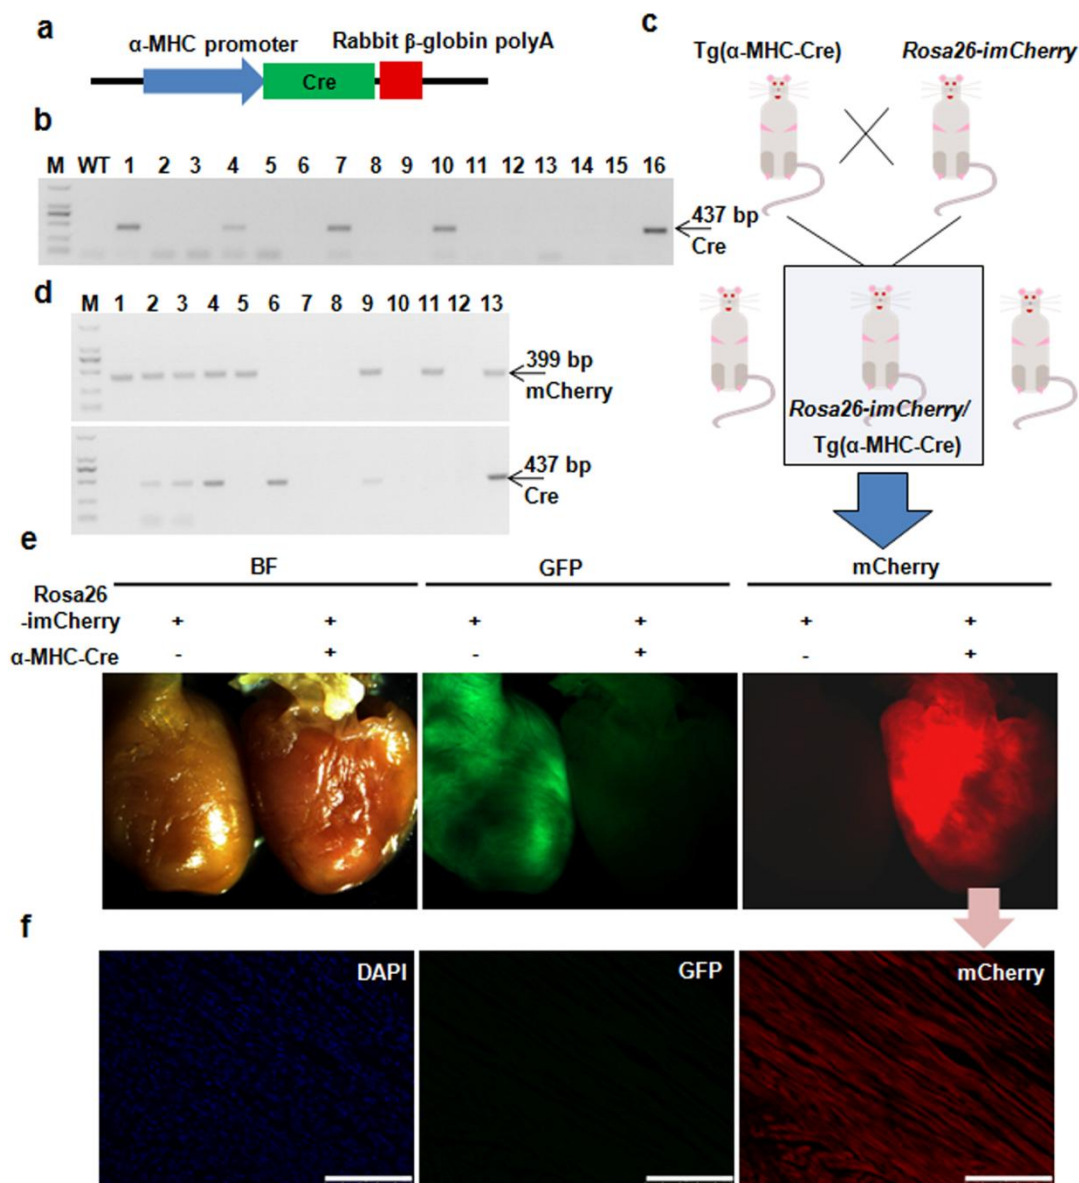 a
α-MHC promoter
Rabbit β-globin polyA
Cre
b
M WT 1 2 3 4 5 6 7 8 9 10 11 12 13 14 15 16
437 bp
Cre
c
Tg(α-MHC-Cre)
Rosa26-imCherry
Rosa26-imCherry/
Tg(α-MHC-Cre)
d
M 1 2 3 4 5 6 7 8 9 10 11 12 13
399 bp
mCherry
437 bp
Cre
e
BF GFP mCherry
Rosa26
-imCherry + + + + + +
α-MHC-Cre - + - + - +
f
DAPI
GFP
mCherry